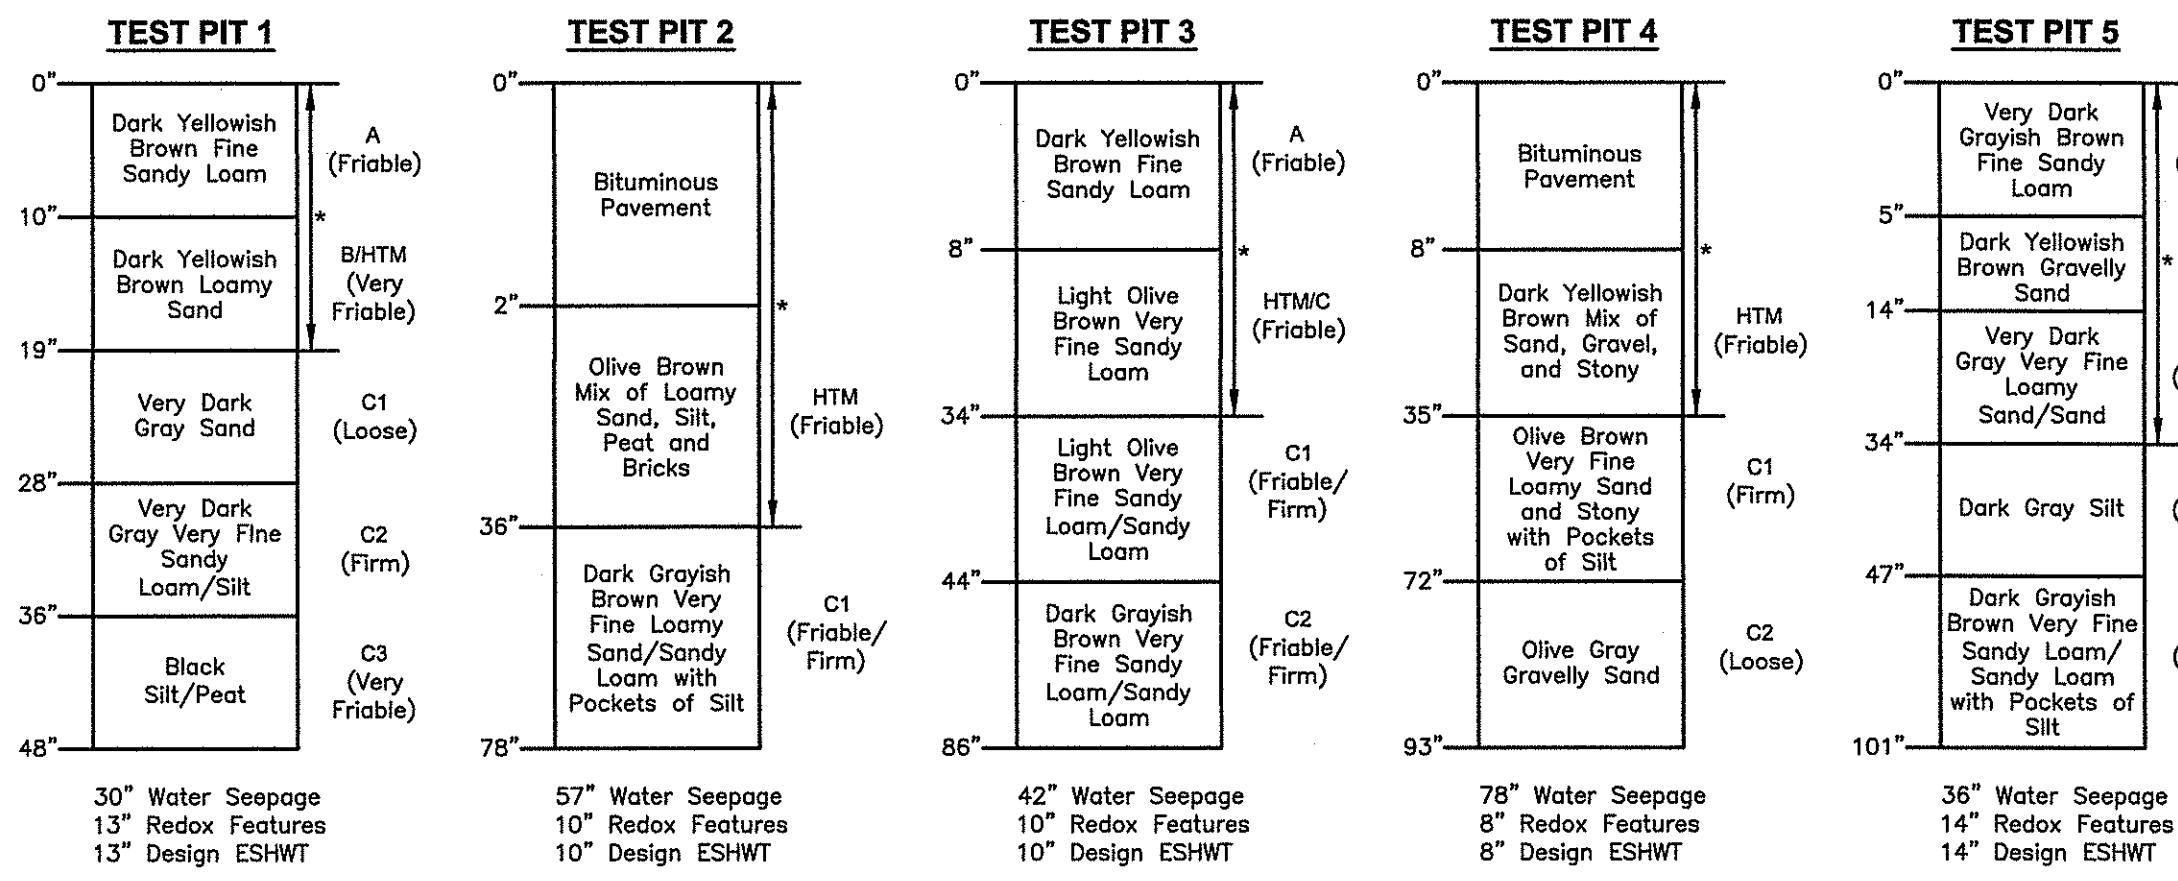 TEST PIT 1
0"
Dark Yellowish
Brown Fine
Sandy Loam
A
(Friable)
10"
*
Dark Yellowish
Brown Loamy
Sand
B/HTM
(Very
Friable)
19"
Very Dark
Gray Sand
C1
(Loose)
28"
Very Dark
Gray Very FIne
Sandy
Loam/Silt
C2
(Firm)
36"
Black
Silt/Peat
C3
(Very
Friable)
48"
30" Water Seepage
13" Redox Features
13" Design ESHWT
TEST PIT 2
0"
Bituminous
Pavement
2"
*
Olive Brown
Mix of Loamy
Sand, Silt,
Peat and
Bricks
HTM
(Friable)
36"
Dark Grayish
Brown Very
Fine Loamy
Sand/Sandy
Loam with
Pockets of Silt
C1
(Friable/
Firm)
78"
57" Water Seepage
10" Redox Features
10" Design ESHWT
TEST PIT 3
0"
Dark Yellowish
Brown Fine
Sandy Loam
A
(Friable)
8"
*
Light Olive
Brown Very
Fine Sandy
Loam
HTM/C
(Friable)
34"
Light Olive
Brown Very
Fine Sandy
Loam/Sandy
Loam
C1
(Friable/
Firm)
44"
Dark Grayish
Brown Very
Fine Sandy
Loam/Sandy
Loam
C2
(Friable/
Firm)
86"
42" Water Seepage
10" Redox Features
10" Design ESHWT
TEST PIT 4
0"
Bituminous
Pavement
8"
*
Dark Yellowish
Brown Mix of
Sand, Gravel,
and Stony
HTM
(Friable)
35"
Olive Brown
Very Fine
Loamy Sand
and Stony
with Pockets
of Silt
C1
(Firm)
72"
Olive Gray
Gravelly Sand
C2
(Loose)
93"
78" Water Seepage
8" Redox Features
8" Design ESHWT
TEST PIT 5
0"
Very Dark
Grayish Brown
Fine Sandy
Loam
5"
Dark Yellowish
Brown Gravelly
Sand
*
14"
Very Dark
Gray Very Fine
Loamy
Sand/Sand
34"
Dark Gray Silt
47"
Dark Grayish
Brown Very Fine
Sandy Loam/
Sandy Loam
with Pockets of
Silt
101"
36" Water Seepage
14" Redox Features
14" Design ESHWT